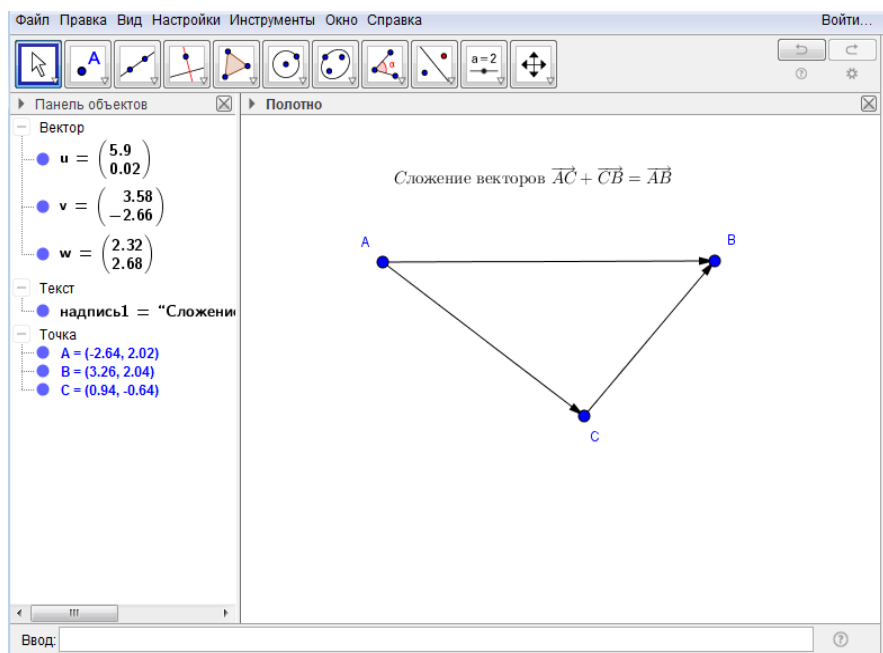 Файл Правка Вид Настройки Инструменты Окно Справка Войти...
A α a=2
Панель объектов
Полотно
Вектор
u = (5.9
0.02)
v = (3.58
-2.66)
w = (2.32
2.68)
Текст
надпись1 = “Сложени
Точка
A = (-2.64, 2.02)
B = (3.26, 2.04)
C = (0.94, -0.64)
Сложение векторов AC + CB = AB
A
B
C
Ввод: